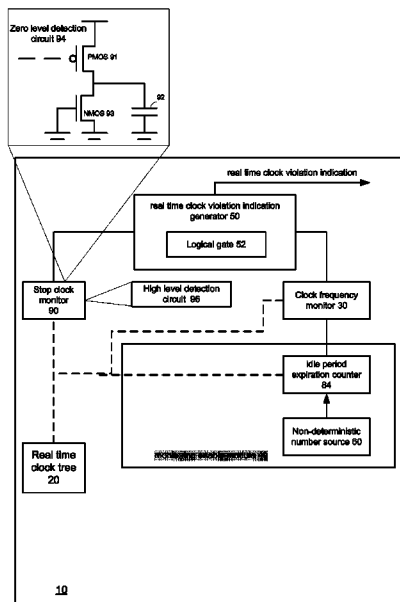 Zero level detection
circuit 94
PMOS 91
92
NMOS 93
real time clock violation indication
real time clock violation indication
generator 50
Logical gate 52
Stop clock
monitor
90
High level detection
circuit 96
Clock frequency
monitor 30
Idle period
expiration counter
84
Non-deterministic
number source 60
Real time
clock tree
20
10